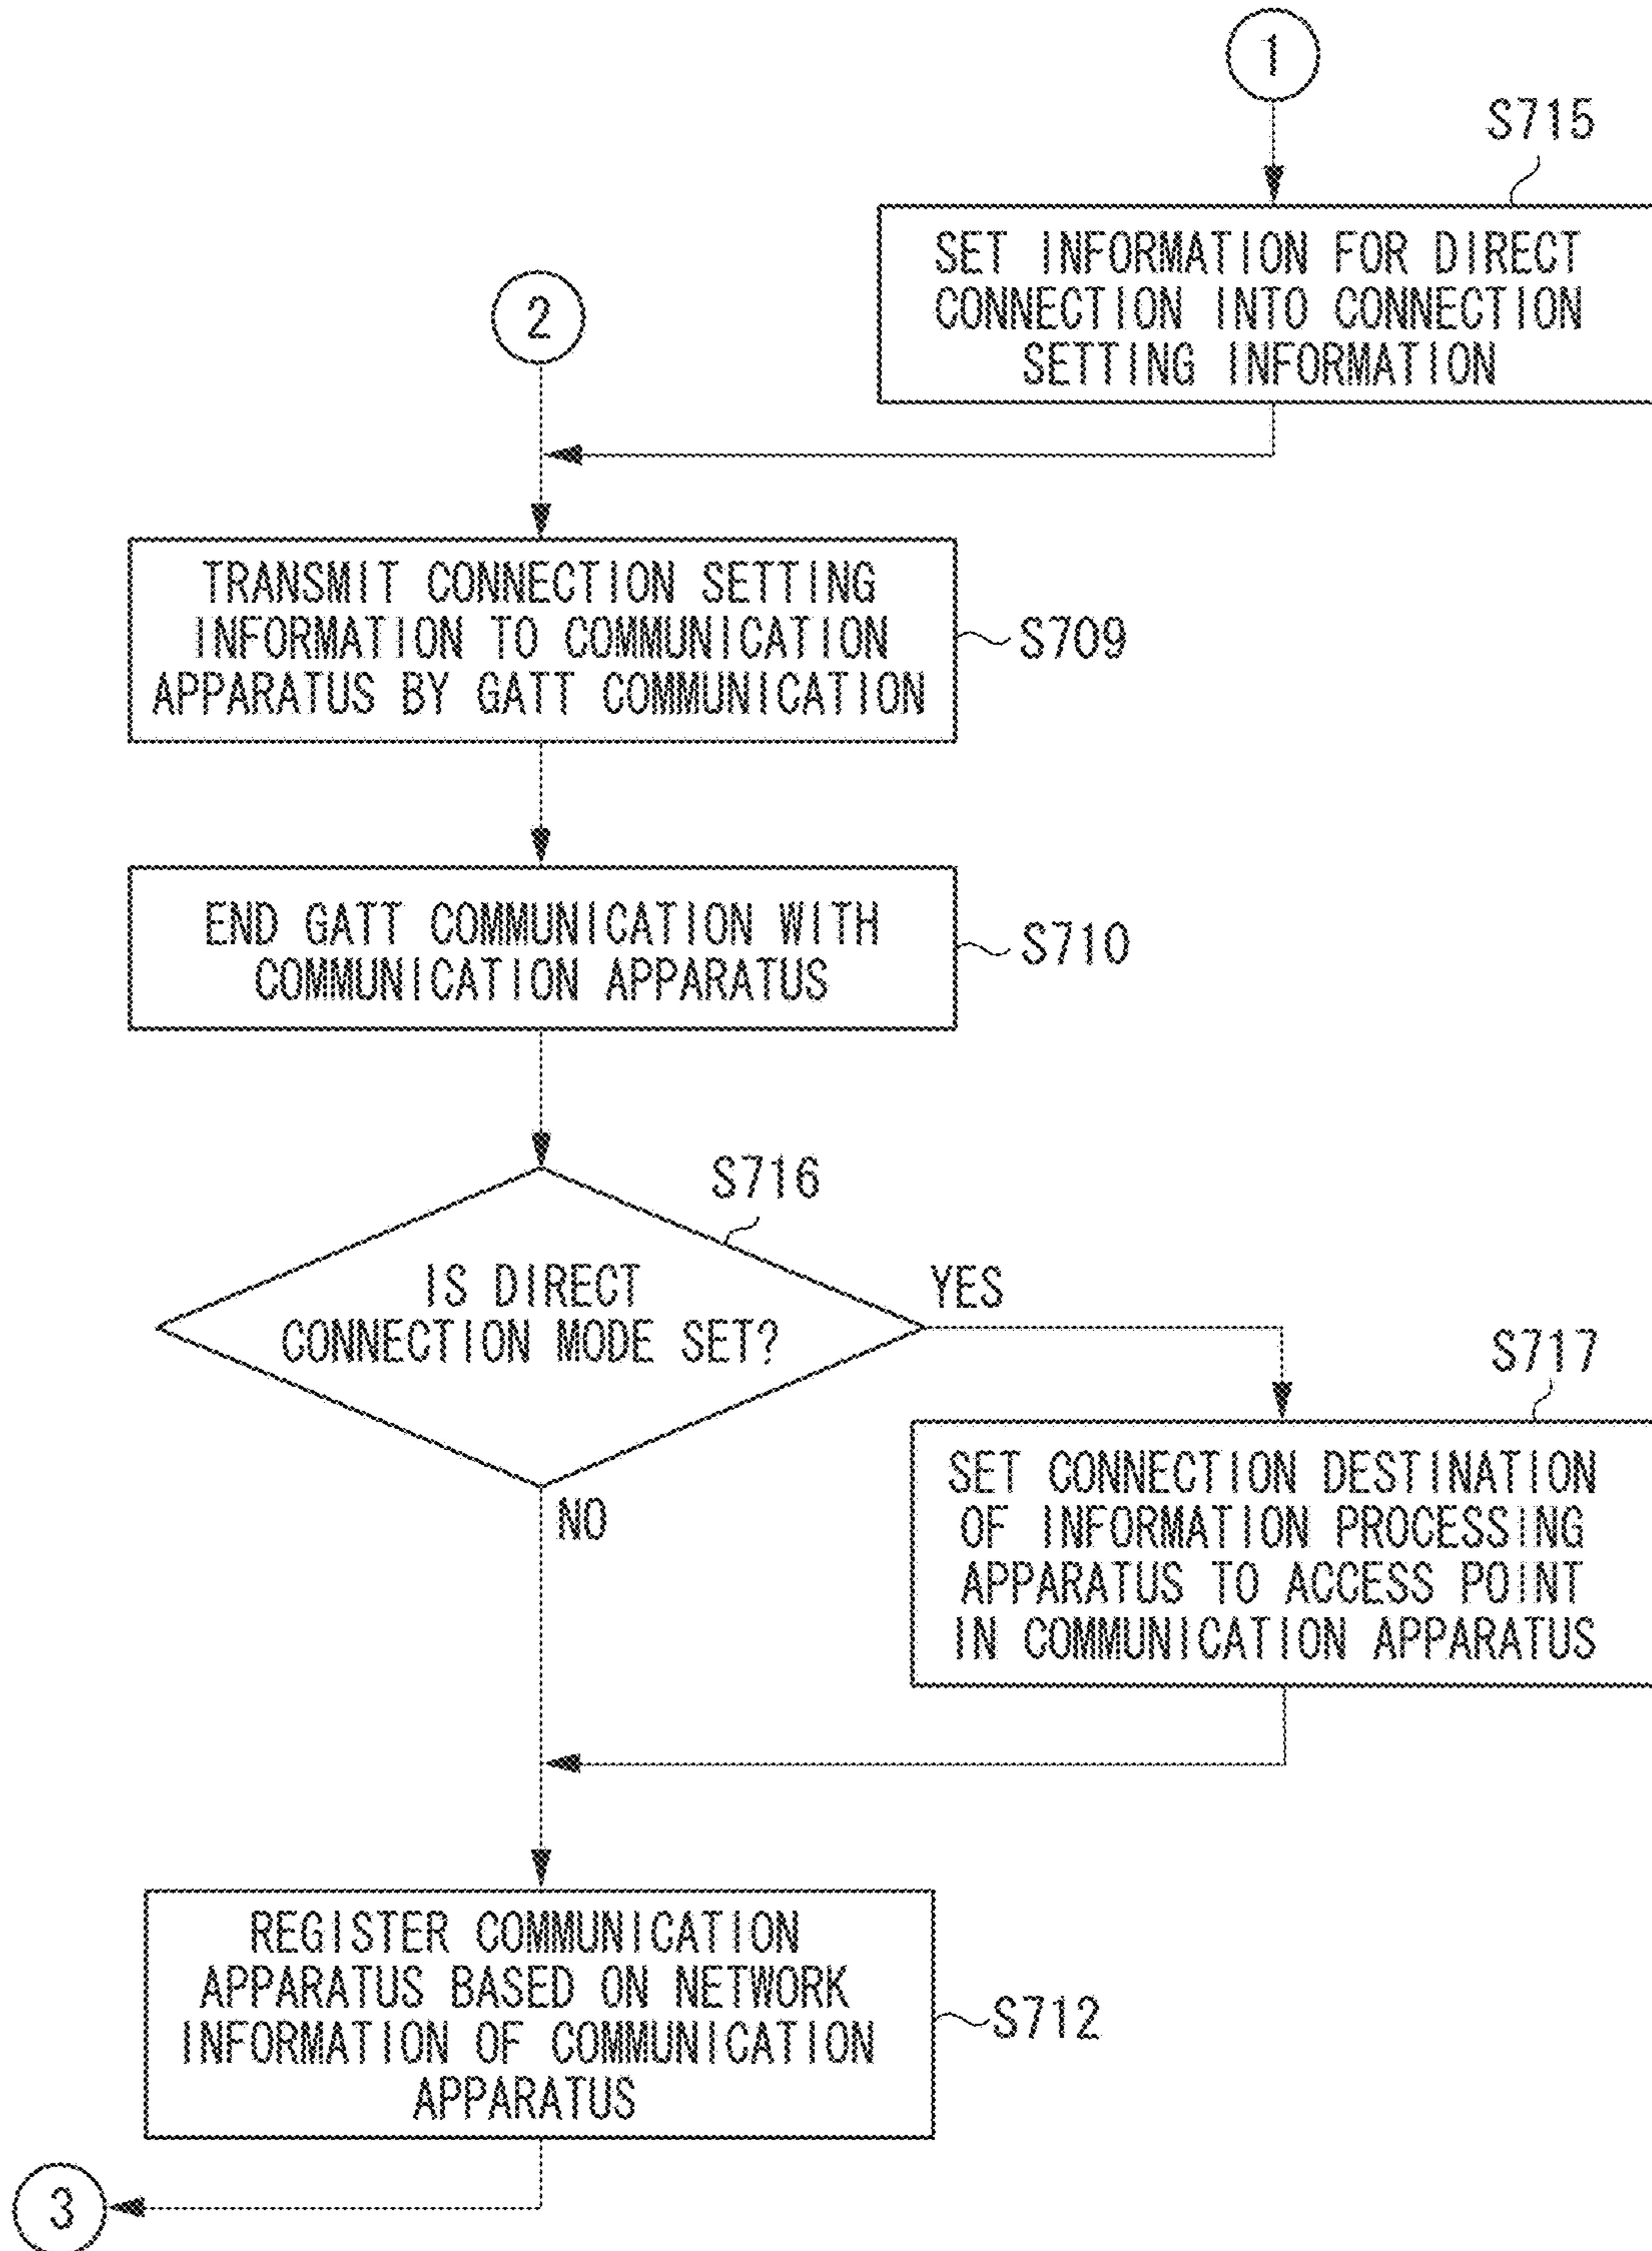 1
S715
SET INFORMATION FOR DIRECT
CONNECTION INTO CONNECTION
SETTING INFORMATION
2
TRANSMIT CONNECTION SETTING
INFORMATION TO COMMUNICATION
APPARATUS BY GATT COMMUNICATION
S709
END GATT COMMUNICATION WITH
COMMUNICATION APPARATUS
S710
S716
IS DIRECT
CONNECTION MODE SET?
YES
NO
S717
SET CONNECTION DESTINATION
OF INFORMATION PROCESSING
APPARATUS TO ACCESS POINT
IN COMMUNICATION APPARATUS
REGISTER COMMUNICATION
APPARATUS BASED ON NETWORK
INFORMATION OF COMMUNICATION
APPARATUS
S712
3